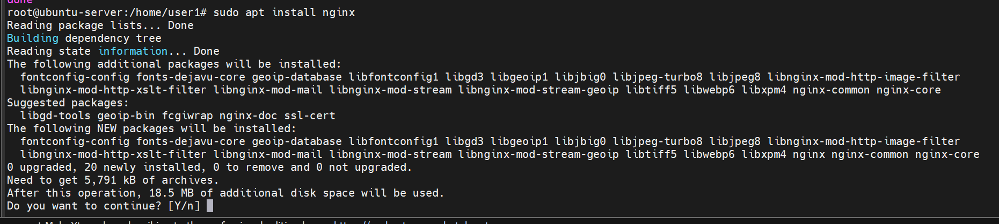 done
root@ubuntu-server:/home/user1# sudo apt install nginx
Reading package lists... Done
Building dependency tree
Reading state information... Done
The following additional packages will be installed:
  fontconfig-config fonts-dejavu-core geoip-database libfontconfig1 libgd3 libgeoip1 libjbig0 libjpeg-turbo8 libjpeg8 libnginx-mod-http-image-filter
  libnginx-mod-http-xslt-filter libnginx-mod-mail libnginx-mod-stream libnginx-mod-stream-geoip libtiff5 libwebp6 libxpm4 nginx-common nginx-core
Suggested packages:
  libgd-tools geoip-bin fcgiwrap nginx-doc ssl-cert
The following NEW packages will be installed:
  fontconfig-config fonts-dejavu-core geoip-database libfontconfig1 libgd3 libgeoip1 libjbig0 libjpeg-turbo8 libjpeg8 libnginx-mod-http-image-filter
  libnginx-mod-http-xslt-filter libnginx-mod-mail libnginx-mod-stream libnginx-mod-stream-geoip libtiff5 libwebp6 libxpm4 nginx nginx-common nginx-core
0 upgraded, 20 newly installed, 0 to remove and 0 not upgraded.
Need to get 5,791 kB of archives.
After this operation, 18.5 MB of additional disk space will be used.
Do you want to continue? [Y/n]